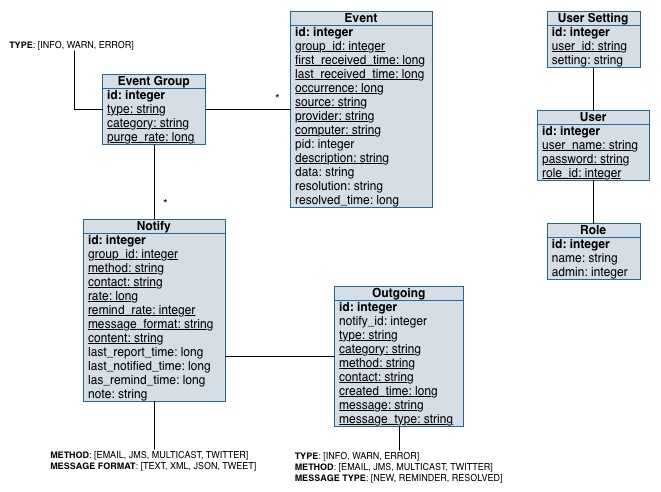 TYPE: [INFO, WARN, ERROR]
Event Group
id: integer
type: string
category: string
purge_rate: long
*
Event
id: integer
group_id: integer
first_received_time: long
last_received_time: long
occurrence: long
source: string
provider: string
computer: string
pid: integer
description: string
data: string
resolution: string
resolved_time: long
User Setting
id: integer
user_id: string
setting: string
User
id: integer
user_name: string
password: string
role_id: integer
Role
id: integer
name: string
admin: integer
*
Notify
id: integer
group_id: integer
method: string
contact: string
rate: long
remind_rate: integer
message_format: string
content: string
last_report_time: long
last_notified_time: long
las_remind_time: long
note: string
Outgoing
id: integer
notify_id: integer
type: string
category: string
method: string
contact: string
created_time: long
message: string
message_type: string
METHOD: [EMAIL, JMS, MULTICAST, TWITTER]
MESSAGE FORMAT: [TEXT, XML, JSON, TWEET]
TYPE: [INFO, WARN, ERROR]
METHOD: [EMAIL, JMS, MULTICAST, TWITTER]
MESSAGE TYPE: [NEW, REMINDER, RESOLVED]